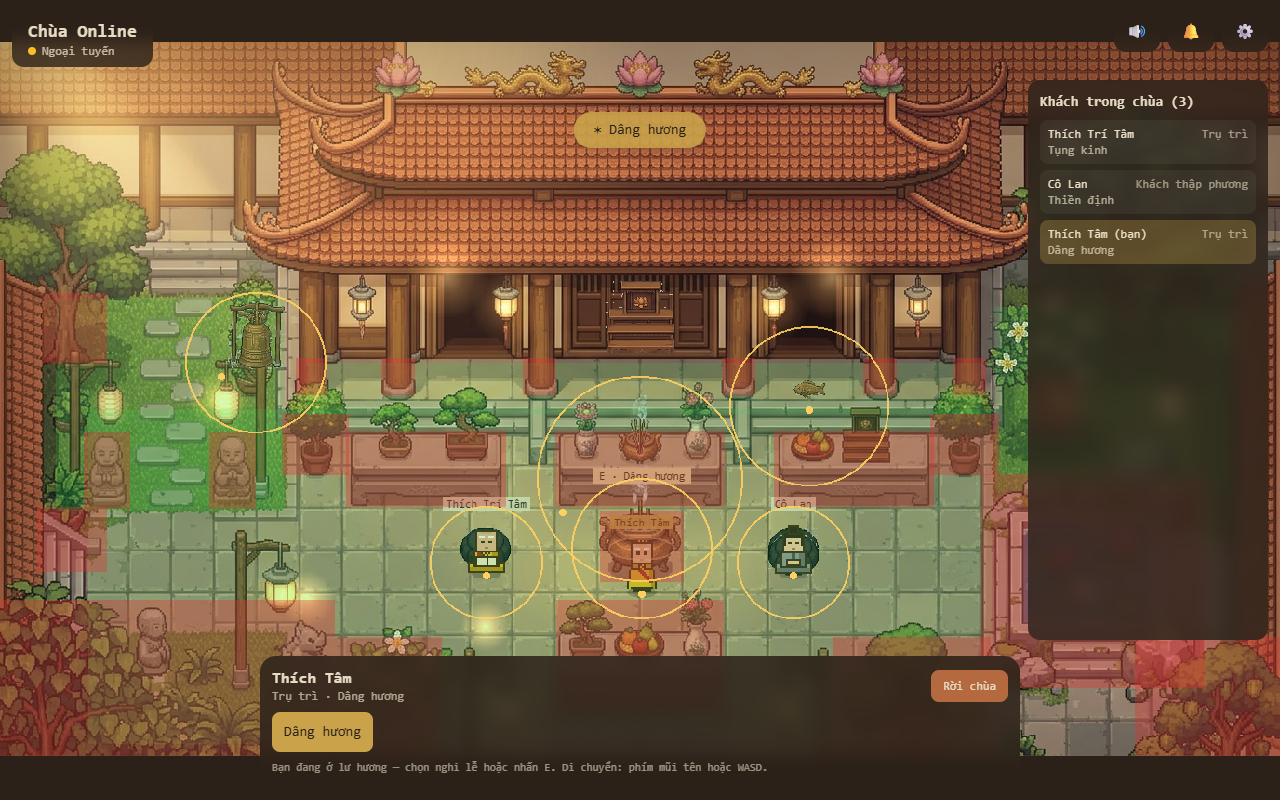 Chùa Online
Ngoại tuyến
* Dâng hương
Khách trong chùa (3)
Thích Trí Tâm Trụ trì
Tụng kinh
Cô Lan Khách thập phương
Thiền định
Thích Tâm (bạn) Trụ trì
Dâng hương
E · Dâng hương
Thích Trí Tâm
Cô Lan
Thích Tâm
Thích Tâm
Trụ trì · Dâng hương
Rời chùa
Dâng hương
Bạn đang ở lư hương — chọn nghi lễ hoặc nhấn E. Di chuyển: phím mũi tên hoặc WASD.